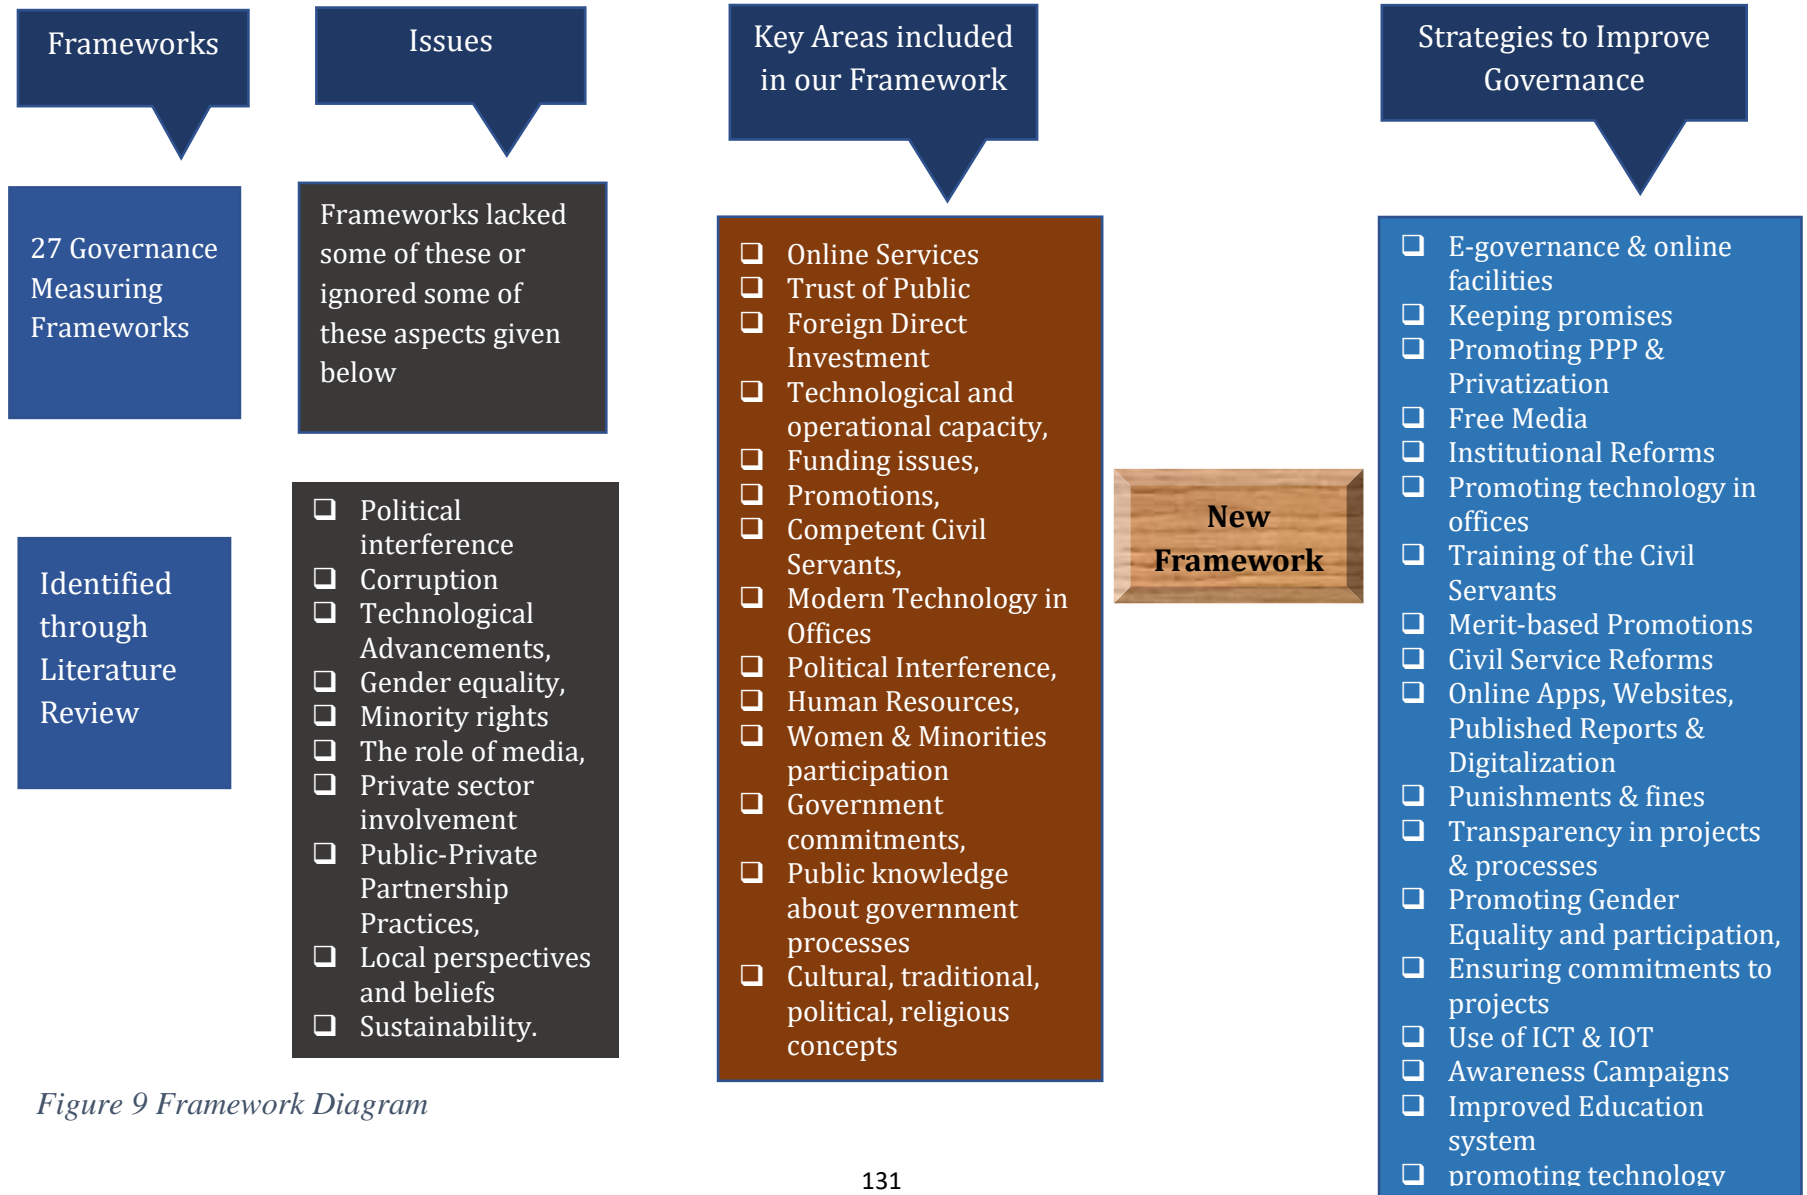 Frameworks
27 Governance
Measuring
Frameworks
Identified
through
Literature
Review
Issues
Frameworks lacked
some of these or
ignored some of
these aspects given
below
❑ Political
interference
❑ Corruption
❑ Technological
Advancements,
❑ Gender equality,
❑ Minority rights
❑ The role of media,
❑ Private sector
involvement
❑ Public-Private
Partnership
Practices,
❑ Local perspectives
and beliefs
❑ Sustainability.
Key Areas included
in our Framework
❑ Online Services
❑ Trust of Public
❑ Foreign Direct
Investment
❑ Technological and
operational capacity,
❑ Funding issues,
❑ Promotions,
❑ Competent Civil
Servants,
❑ Modern Technology in
Offices
❑ Political Interference,
❑ Human Resources,
❑ Women & Minorities
participation
❑ Government
commitments,
❑ Public knowledge
about government
processes
❑ Cultural, traditional,
political, religious
concepts
New
Framework
Strategies to Improve
Governance
❑ E-governance & online
facilities
❑ Keeping promises
❑ Promoting PPP &
Privatization
❑ Free Media
❑ Institutional Reforms
❑ Promoting technology in
offices
❑ Training of the Civil
Servants
❑ Merit-based Promotions
❑ Civil Service Reforms
❑ Online Apps, Websites,
Published Reports &
Digitalization
❑ Punishments & fines
❑ Transparency in projects
& processes
❑ Promoting Gender
Equality and participation,
❑ Ensuring commitments to
projects
❑ Use of ICT & IOT
❑ Awareness Campaigns
❑ Improved Education
system
❑ promoting technology
Figure 9 Framework Diagram
131